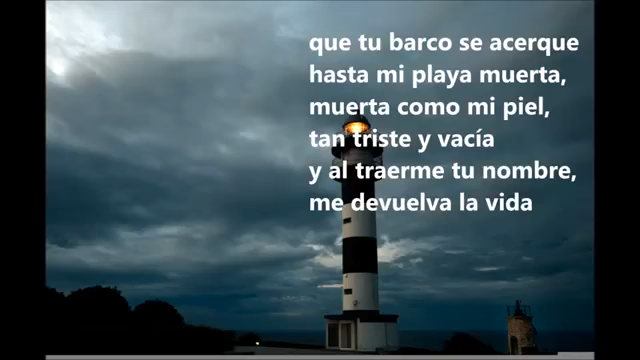 que tu barco se acerque
hasta mi playa muerta,
muerta como mi piel,
tan triste y vacía
y al traerme tu nombre,
me devuelva la vida